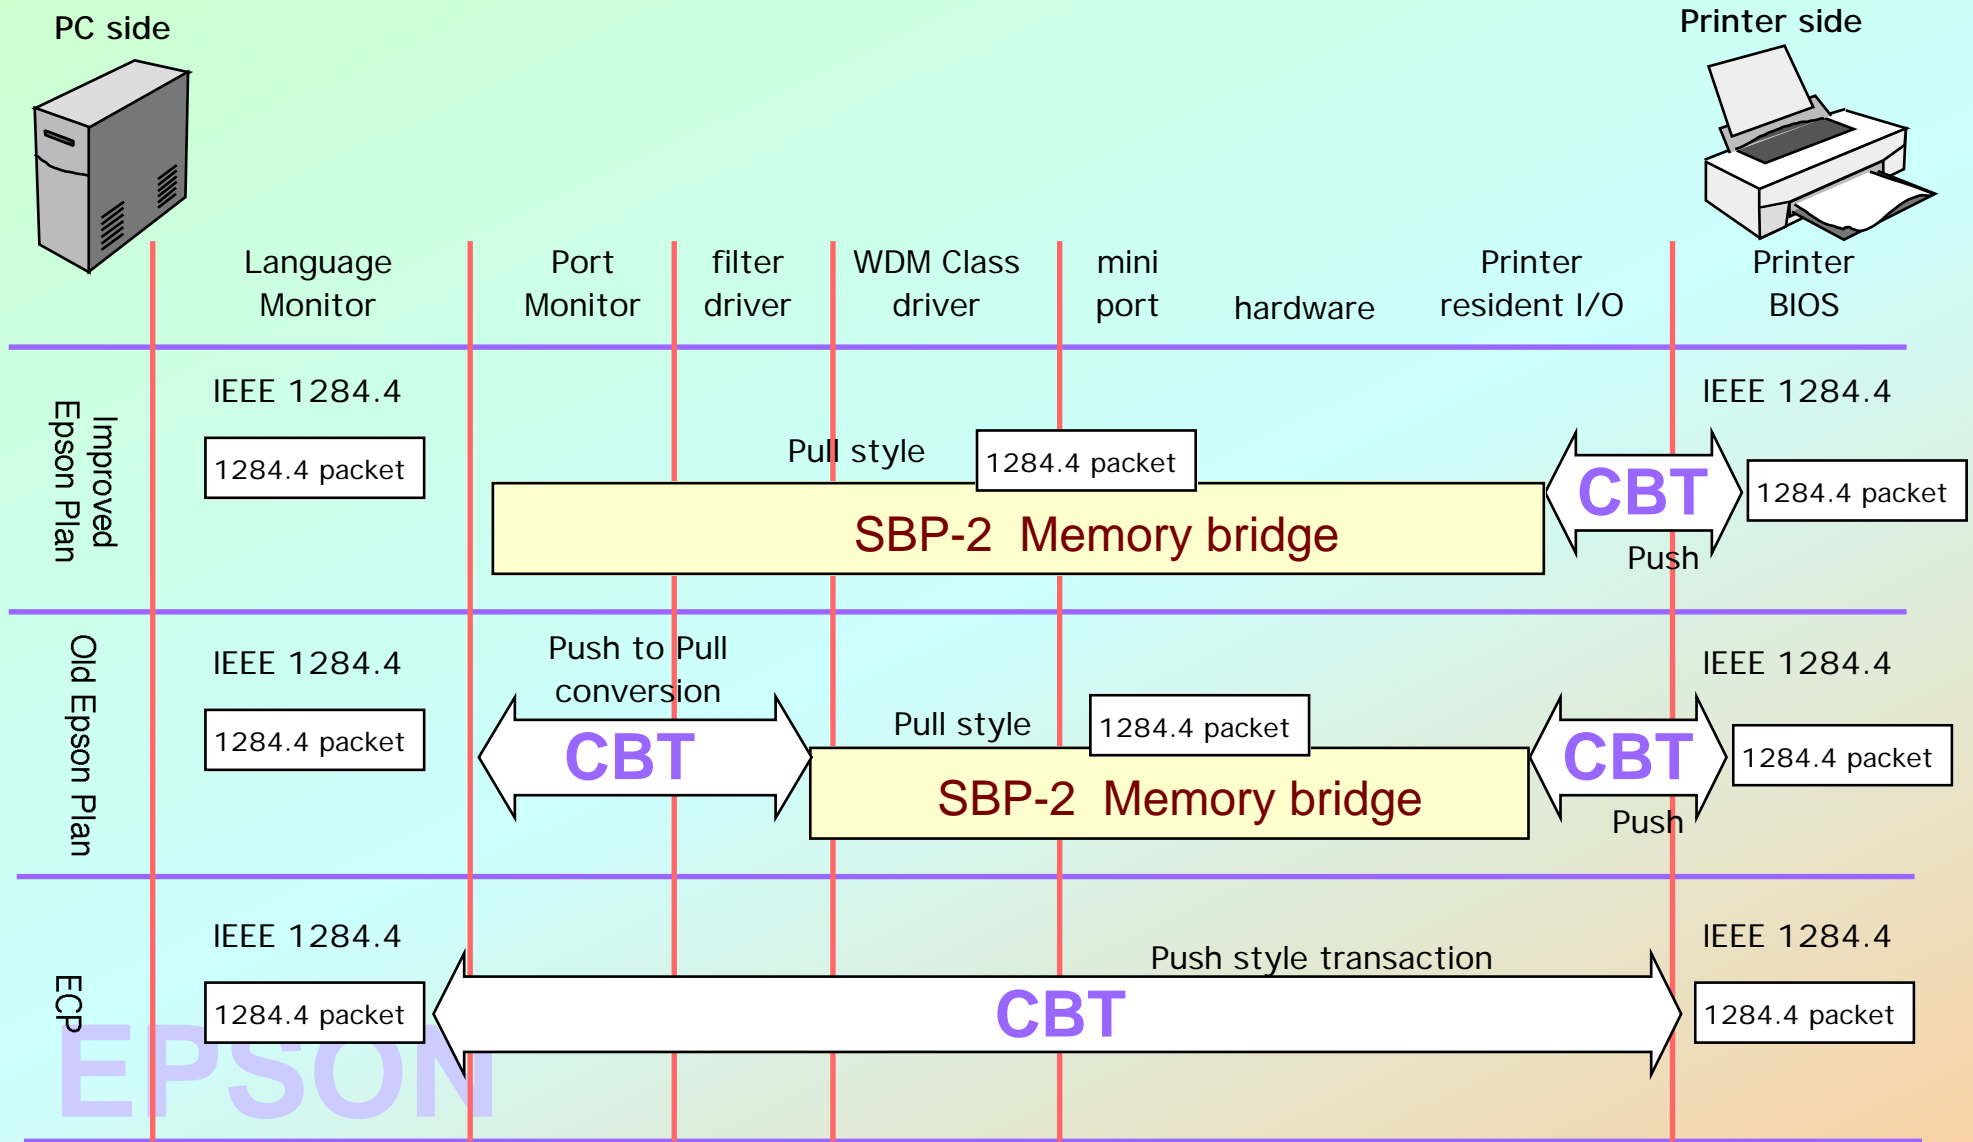 PC side
Printer side
Language
Monitor
Port
Monitor
filter
driver
WDM Class
driver
mini
port
hardware
Printer
resident I/O
Printer
BIOS
Improved
Epson Plan
IEEE 1284.4
1284.4 packet
Pull style
1284.4 packet
SBP-2 Memory bridge
CBT
Push
IEEE 1284.4
1284.4 packet
Old Epson Plan
IEEE 1284.4
1284.4 packet
Push to Pull
conversion
CBT
Pull style
1284.4 packet
SBP-2 Memory bridge
CBT
Push
IEEE 1284.4
1284.4 packet
ECP
IEEE 1284.4
1284.4 packet
Push style transaction
CBT
IEEE 1284.4
1284.4 packet
EPSON